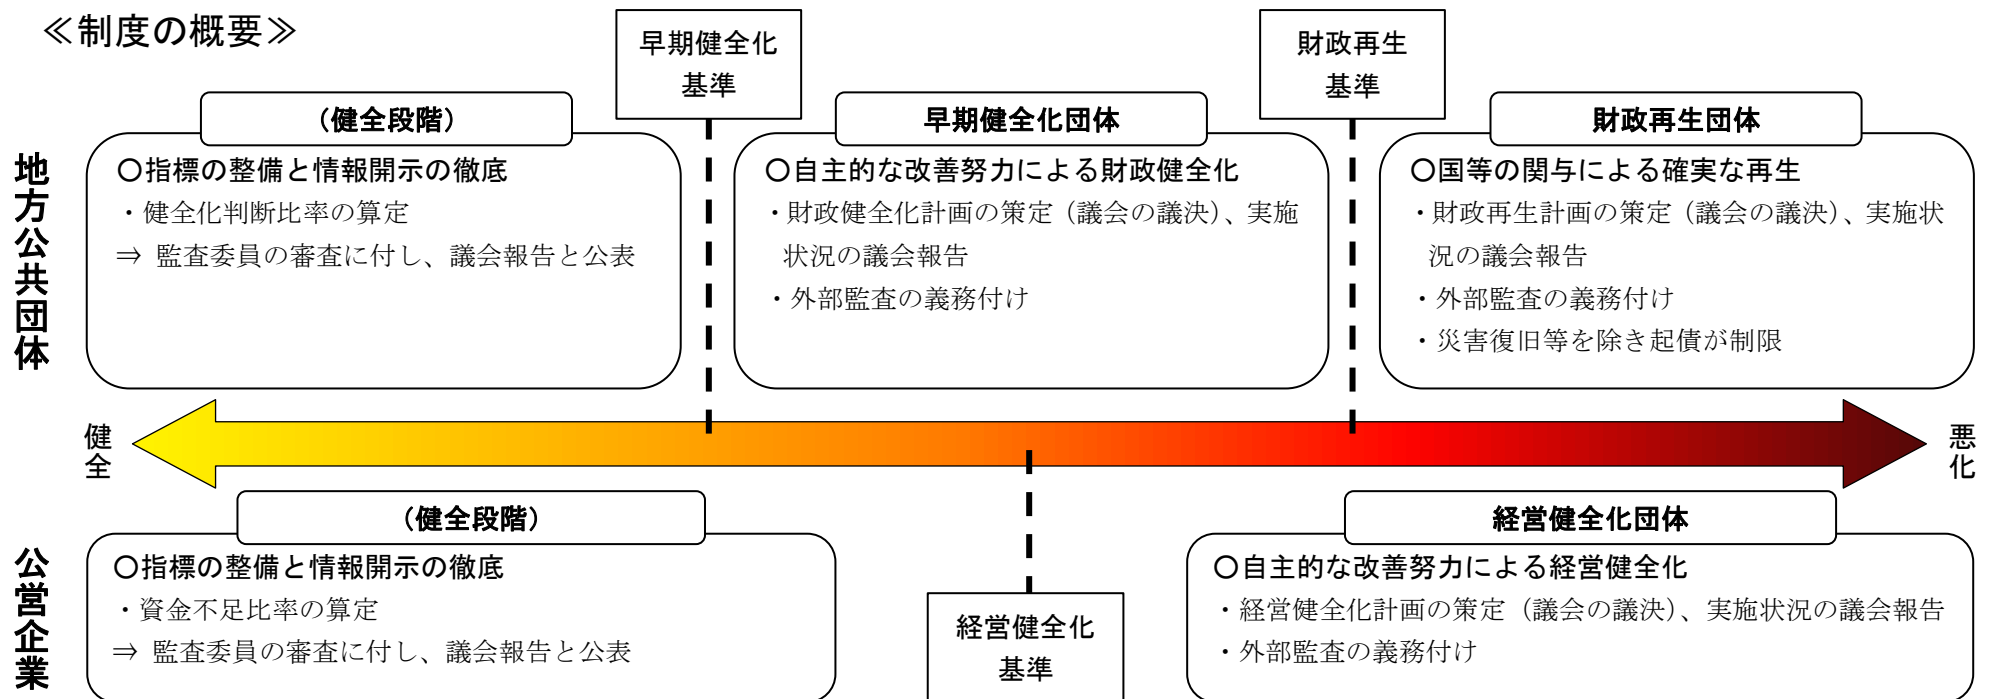 ≪制度の概要≫
早期健全化
基準
財政再生
基準
地方公共団体
（健全段階）
〇指標の整備と情報開示の徹底
・健全化判断比率の算定
⇒ 監査委員の審査に付し、議会報告と公表
早期健全化団体
〇自主的な改善努力による財政健全化
・財政健全化計画の策定（議会の議決）、実施
状況の議会報告
・外部監査の義務付け
財政再生団体
〇国等の関与による確実な再生
・財政再生計画の策定（議会の議決）、実施状
況の議会報告
・外部監査の義務付け
・災害復旧等を除き起債が制限
健全
悪化
公営企業
（健全段階）
〇指標の整備と情報開示の徹底
・資金不足比率の算定
⇒ 監査委員の審査に付し、議会報告と公表
経営健全化
基準
経営健全化団体
〇自主的な改善努力による経営健全化
・経営健全化計画の策定（議会の議決）、実施状況の議会報告
・外部監査の義務付け